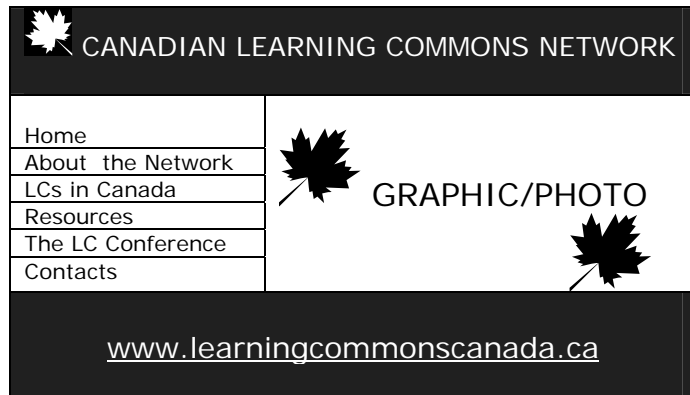 CANADIAN LEARNING COMMONS NETWORK
Home
About the Network
LCs in Canada
Resources
The LC Conference
Contacts
GRAPHIC/PHOTO
www.learningcommonscanada.ca